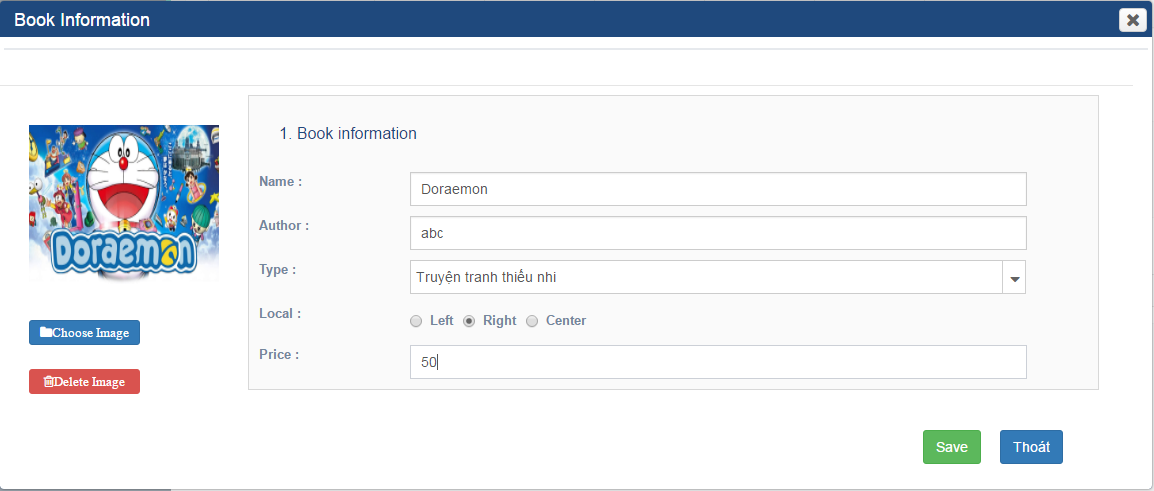 Book Information
Doraemon
Choose Image
Delete Image
1. Book information
Name :
Doraemon
Author :
abc
Type :
Truyện tranh thiếu nhi
Local :
Left Right Center
Price :
50
Save Thoát